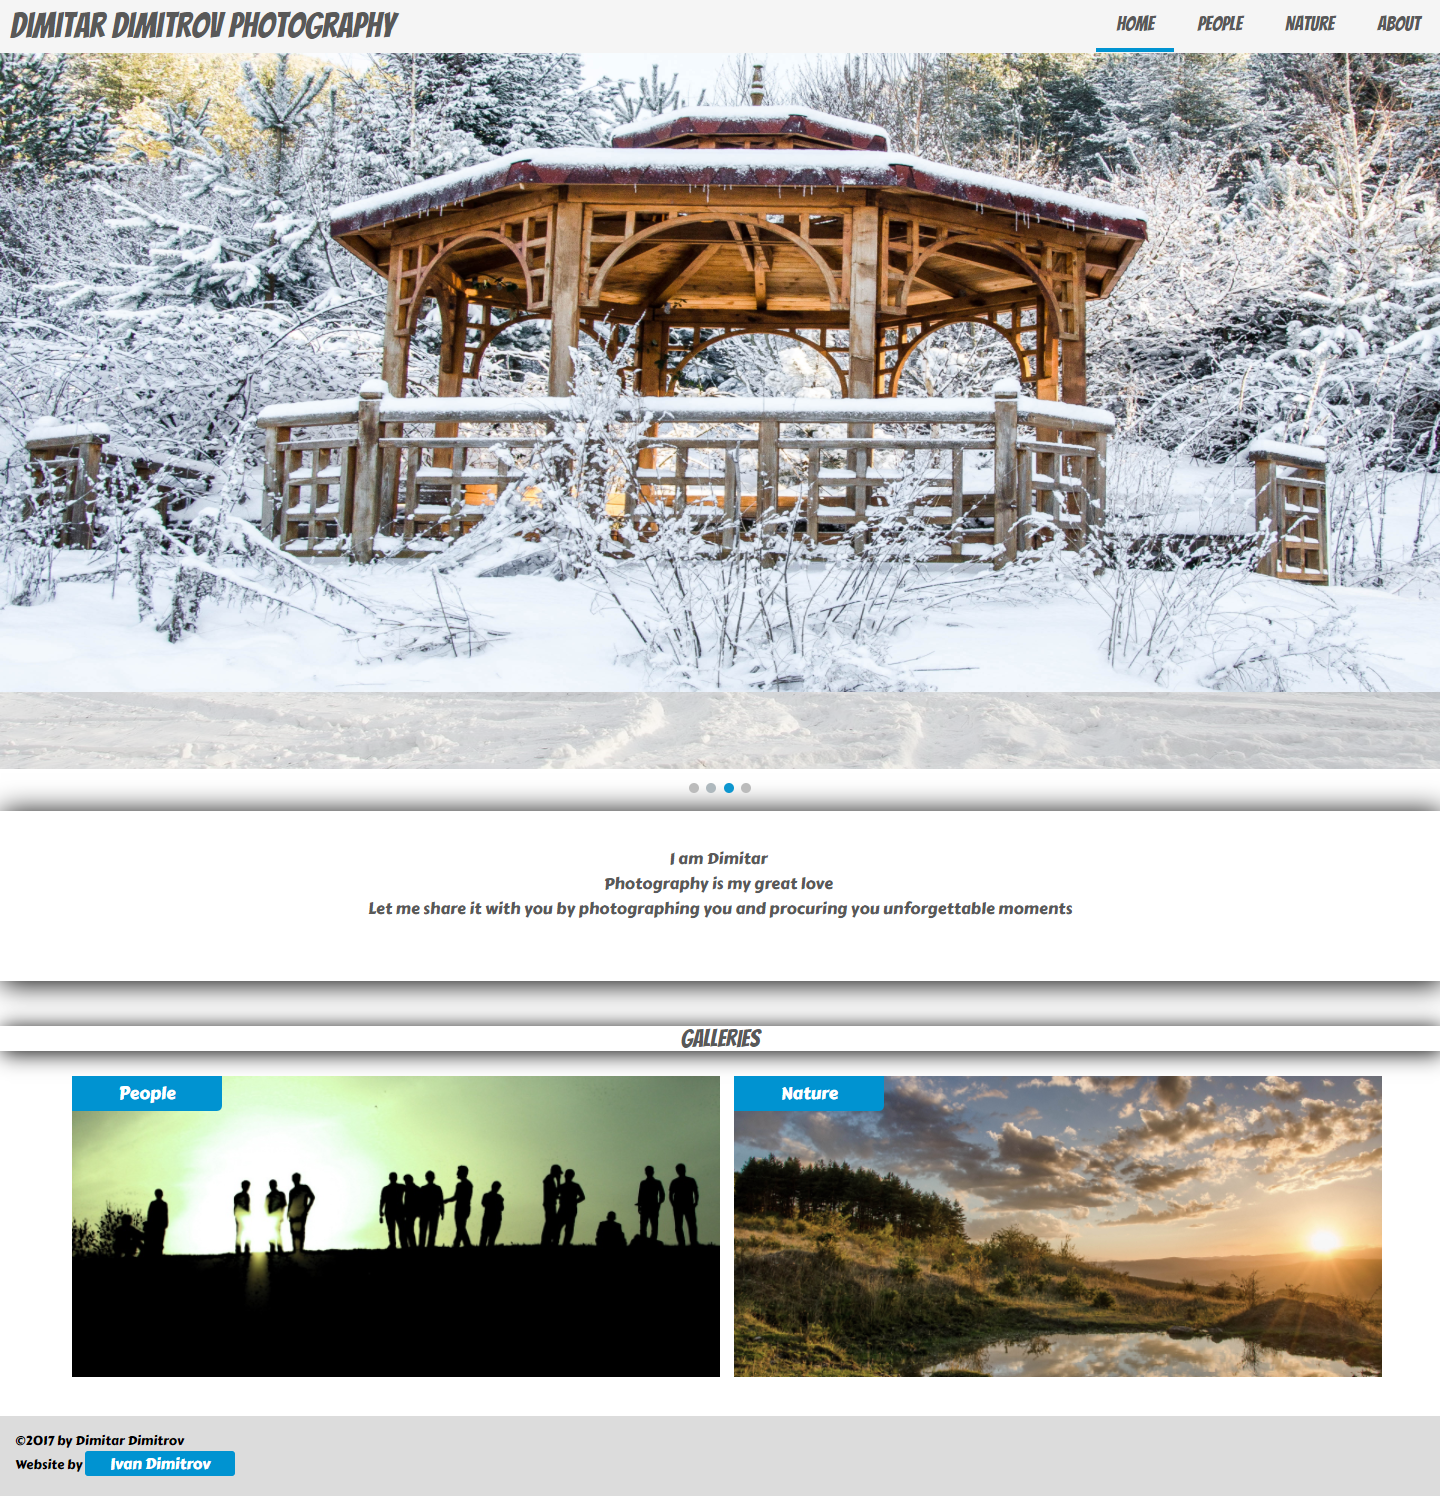 DIMITAR DIMITROV PHOTOGRAPHY
HOME PEOPLE NATURE ABOUT
I am Dimitar
Photography is my great love
Let me share it with you by photographing you and procuring you unforgettable moments
GALLERIES
People
Nature
©2017 by Dimitar Dimitrov
Website by Ivan Dimitrov